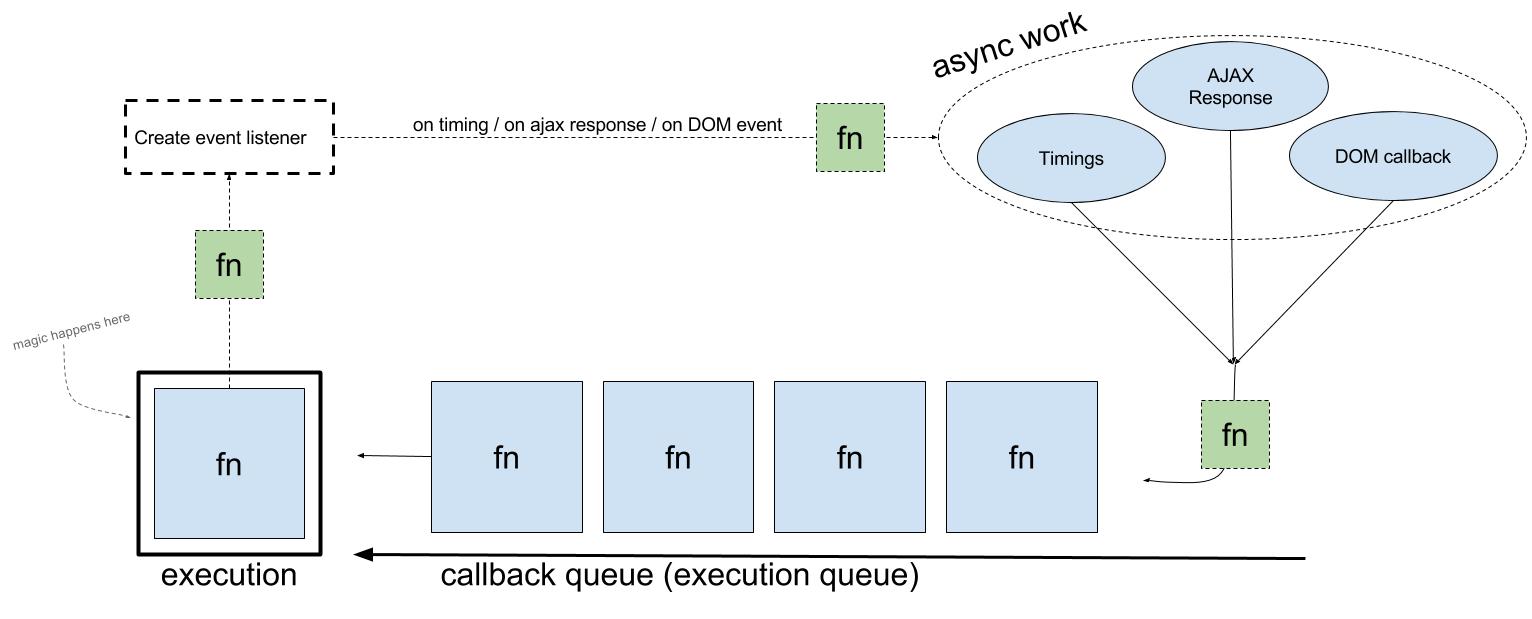 async work
AJAX
Response
Create event listener
on timing / on ajax response / on DOM event
fn
Timings
DOM callback
fn
magic happens here
fn
fn
fn
fn
fn
fn
execution
callback queue (execution queue)